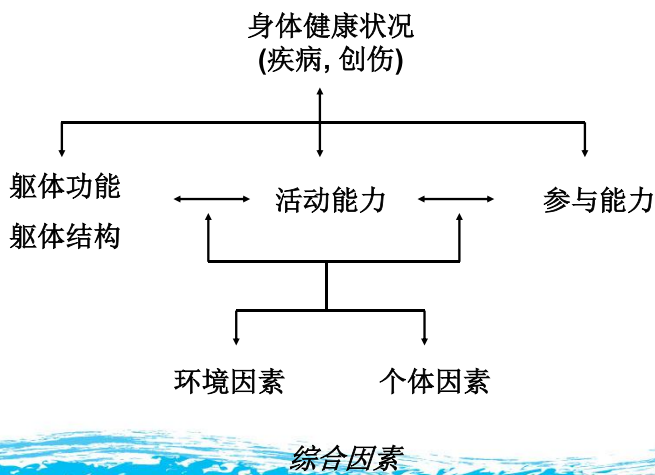 身体健康状况
(疾病, 创伤)
躯体功能
活动能力
参与能力
躯体结构
环境因素
个体因素
综合因素